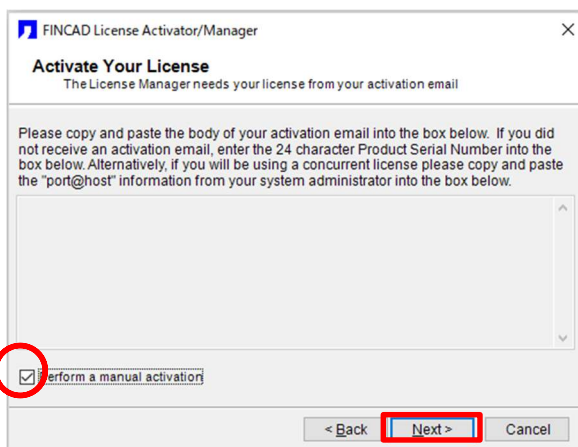 FINCAD License Activator/Manager
Activate Your License
The License Manager needs your license from your activation email
Please copy and paste the body of your activation email into the box below. If you did
not receive an activation email, enter the 24 character Product Serial Number into the
box below. Alternatively, if you will be using a concurrent license please copy and paste
the "port@host" information from your system administrator into the box below.
Perform a manual activation
< Back
Next >
Cancel